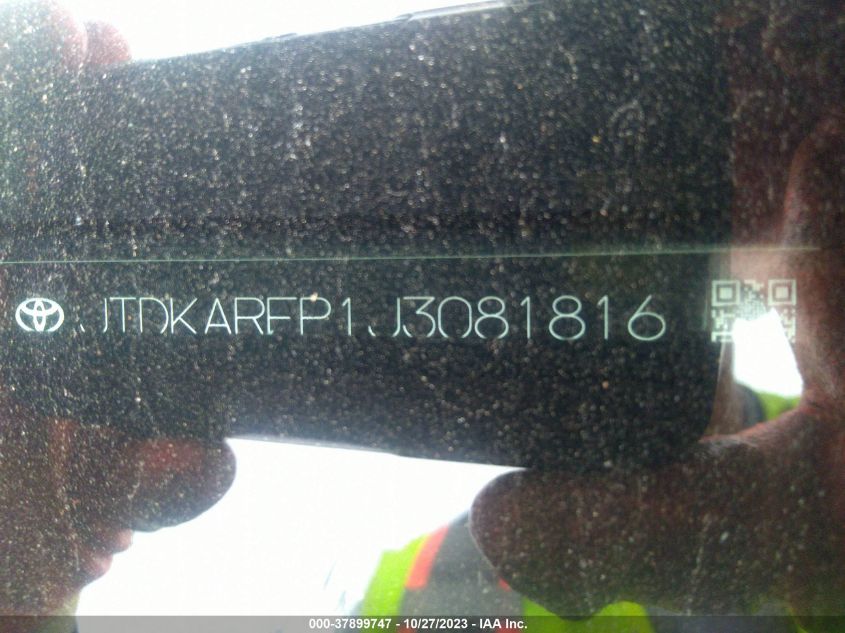 JTDKARFP1J3081816
000-37899747 - 10/27/2023 - IAA Inc.